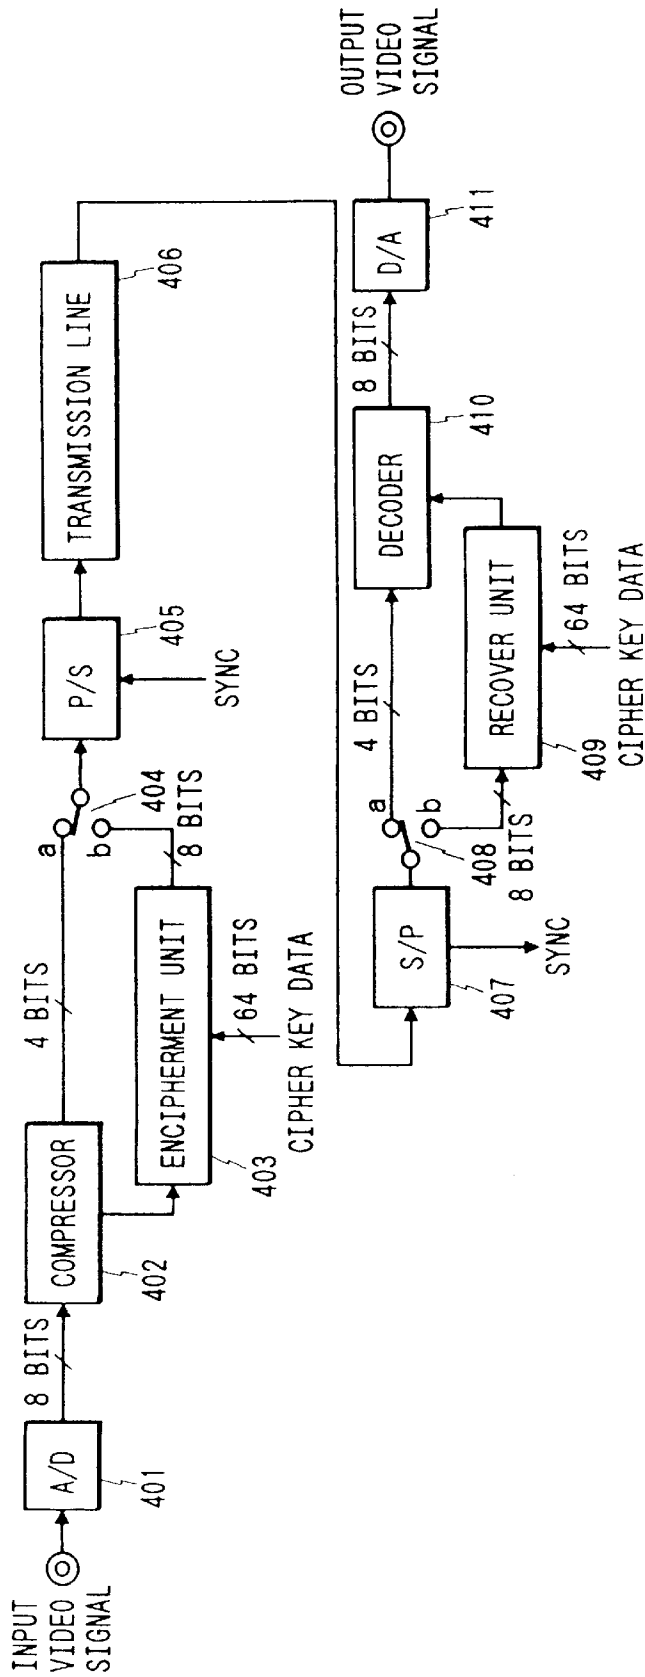 INPUT
VIDEO
SIGNAL
A/D
401
8 BITS
COMPRESSOR
402
4 BITS
ENCIPHERMENT UNIT
403
64 BITS
CIPHER KEY DATA
8 BITS
a
b
404
P/S
405
SYNC
TRANSMISSION LINE
406
S/P
407
SYNC
a
b
408
4 BITS
8 BITS
RECOVER UNIT
409
64 BITS
CIPHER KEY DATA
DECODER
410
8 BITS
D/A
411
OUTPUT
VIDEO
SIGNAL